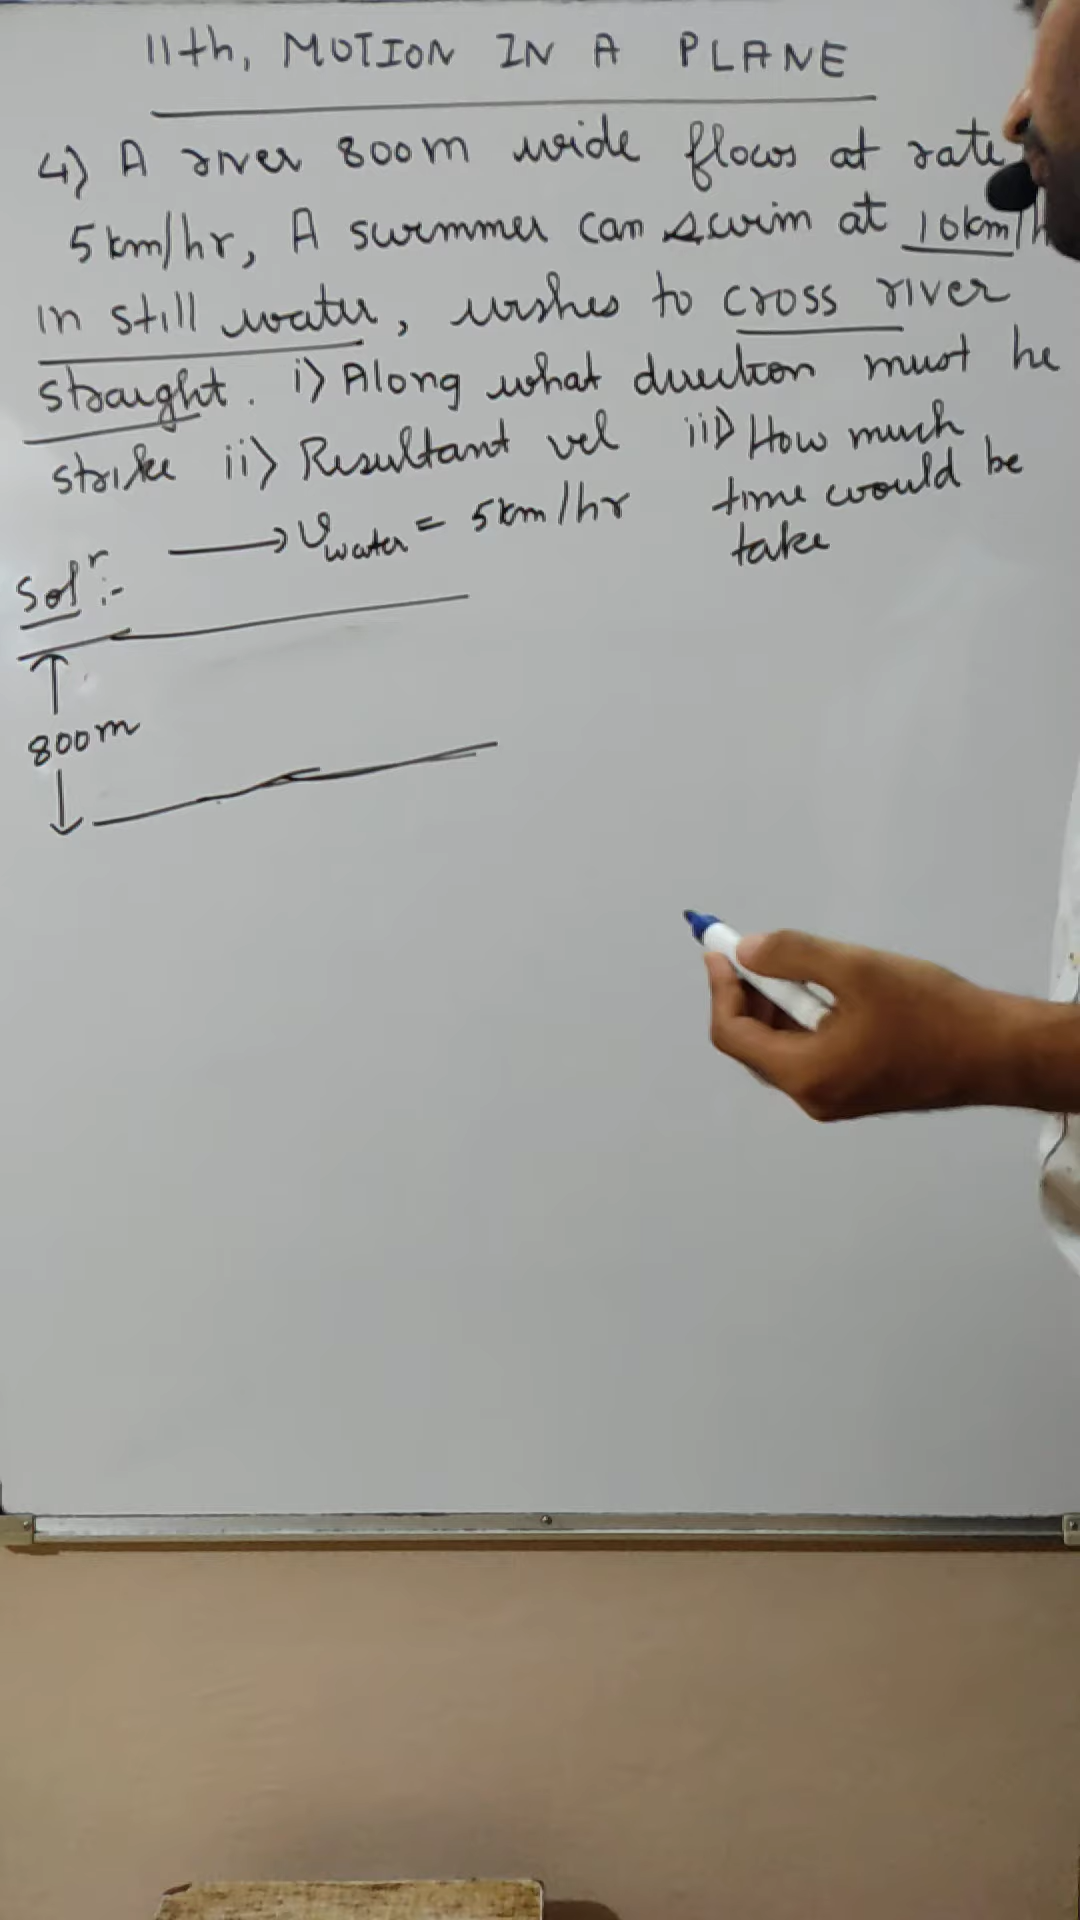 11th, MOTION IN A PLANE
4) A river 800m wide flows at rate
5km/hr, A swimmer can swim at 10km/h
in still water, wishes to cross river
straight. i) Along what direction must he
strike ii) Resultant vel iii) How much
time would be
take
→ Vwater = 5km/hr
Soln:-
800m